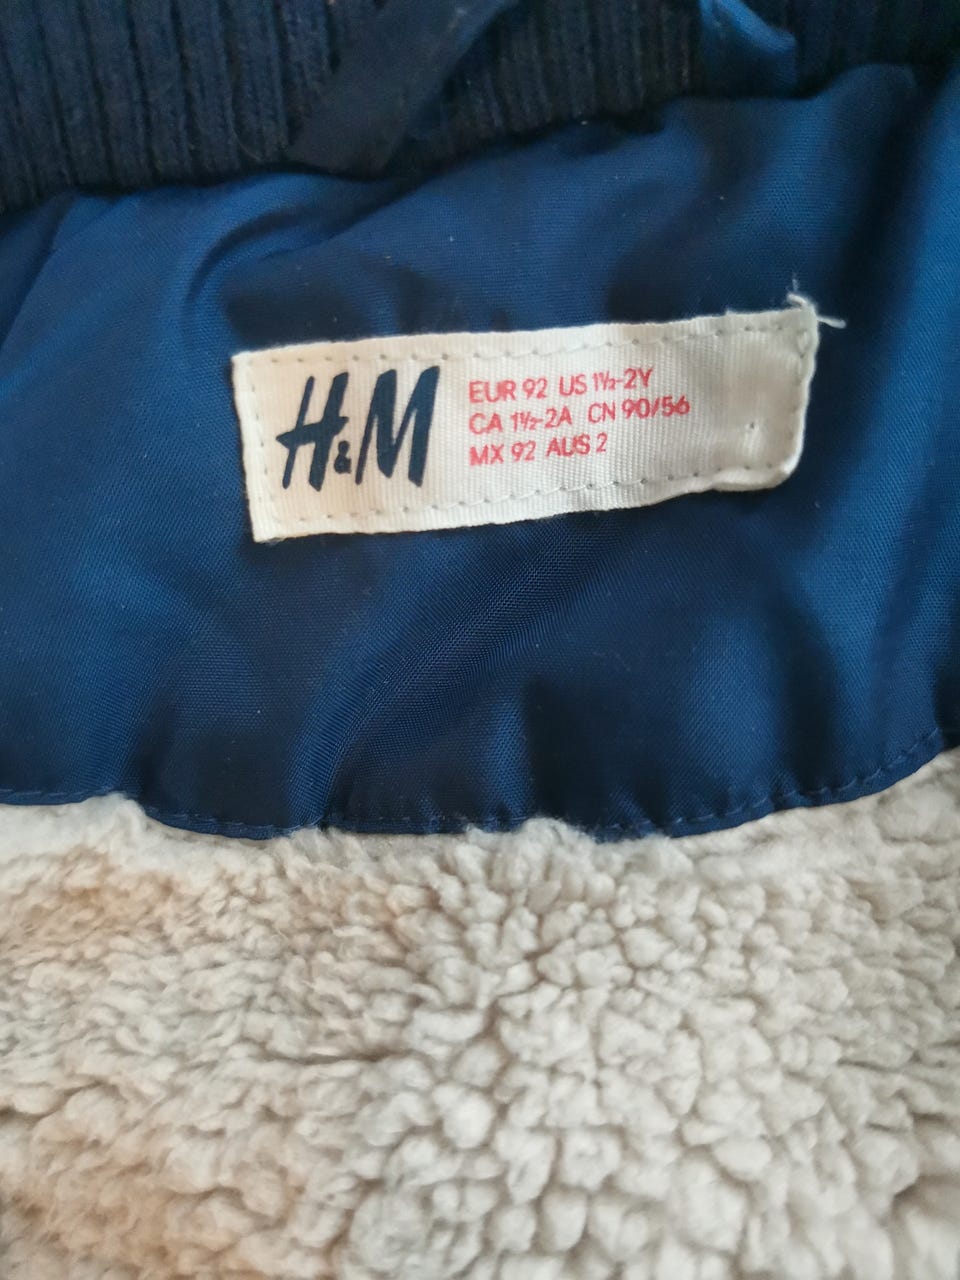 H&M
EUR 92 US 1½-2Y
CA 1½-2A CN 90/56
MX 92 AUS 2